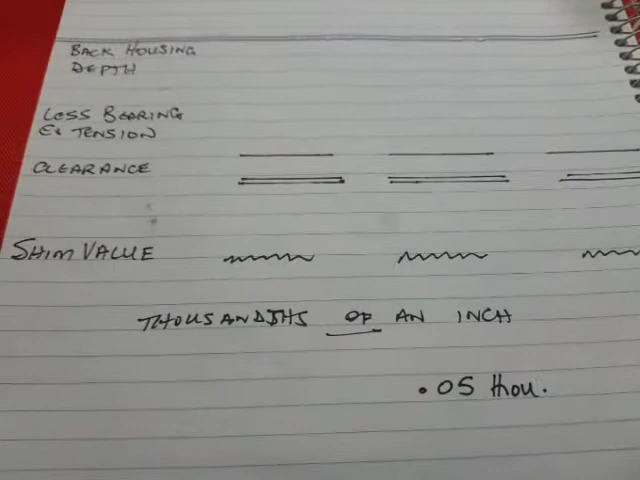 BACK HOUSING
DEPTH
LESS BEARING
EXTENSION
CLEARANCE
SHIM VALUE
THOUSANDTHS OF AN INCH
.05 thou.